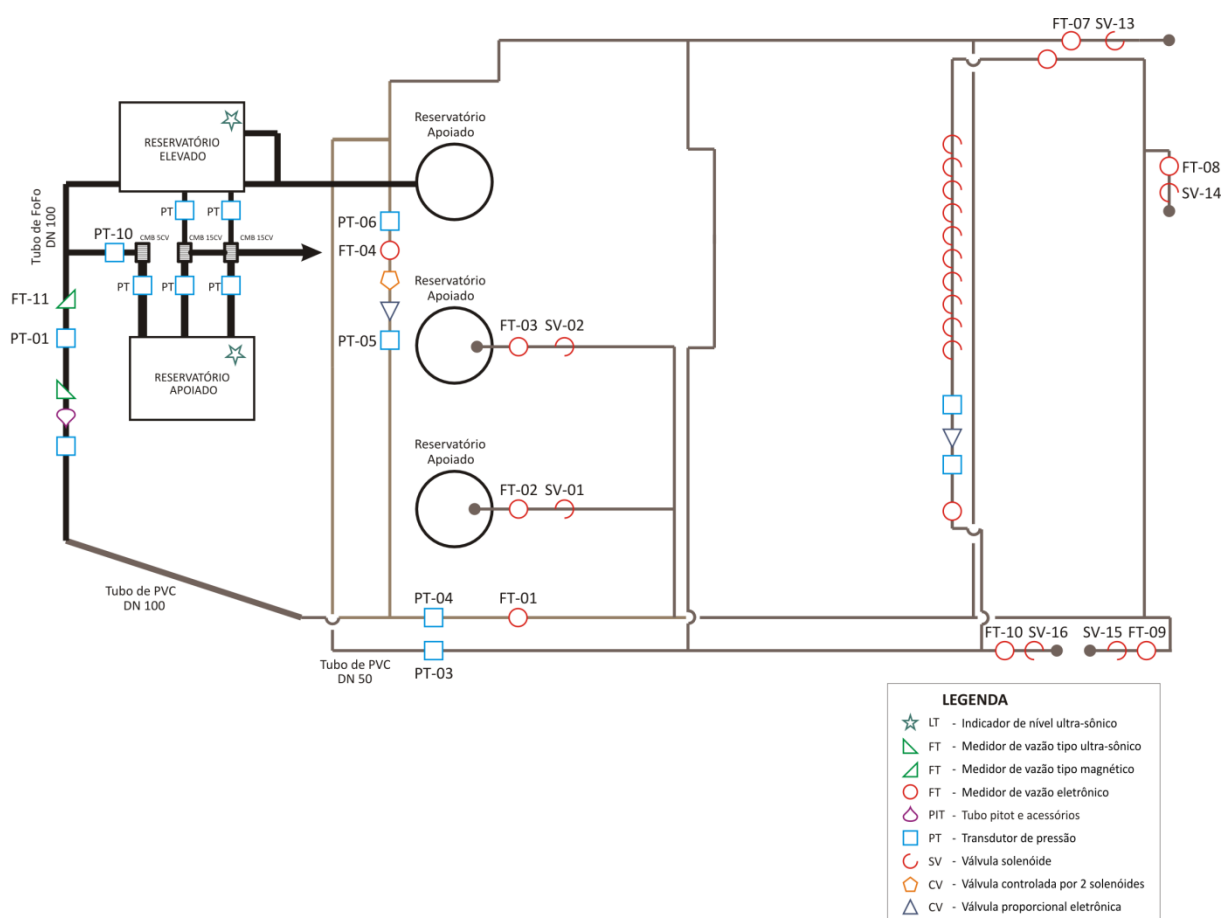 FT-07 SV-13
RESERVATÓRIO
ELEVADO
Reservatório
Apoiado
FT-08
SV-14
Tubo de FoFo
DN 100
PT
PT
PT-10
CMB 5CV
CMB 15CV
CMB 15CV
PT-06
FT-04
PT
PT
PT
FT-11
PT-01
Reservatório
Apoiado
FT-03 SV-02
PT-05
RESERVATÓRIO
APOIADO
Reservatório
Apoiado
FT-02 SV-01
Tubo de PVC
DN 100
PT-04
FT-01
FT-10 SV-16
SV-15 FT-09
Tubo de PVC
DN 50
PT-03
LEGENDA
LT - Indicador de nível ultra-sônico
FT - Medidor de vazão tipo ultra-sônico
FT - Medidor de vazão tipo magnético
FT - Medidor de vazão eletrônico
PIT - Tubo pitot e acessórios
PT - Transdutor de pressão
SV - Válvula solenóide
CV - Válvula controlada por 2 solenóides
CV - Válvula proporcional eletrônica